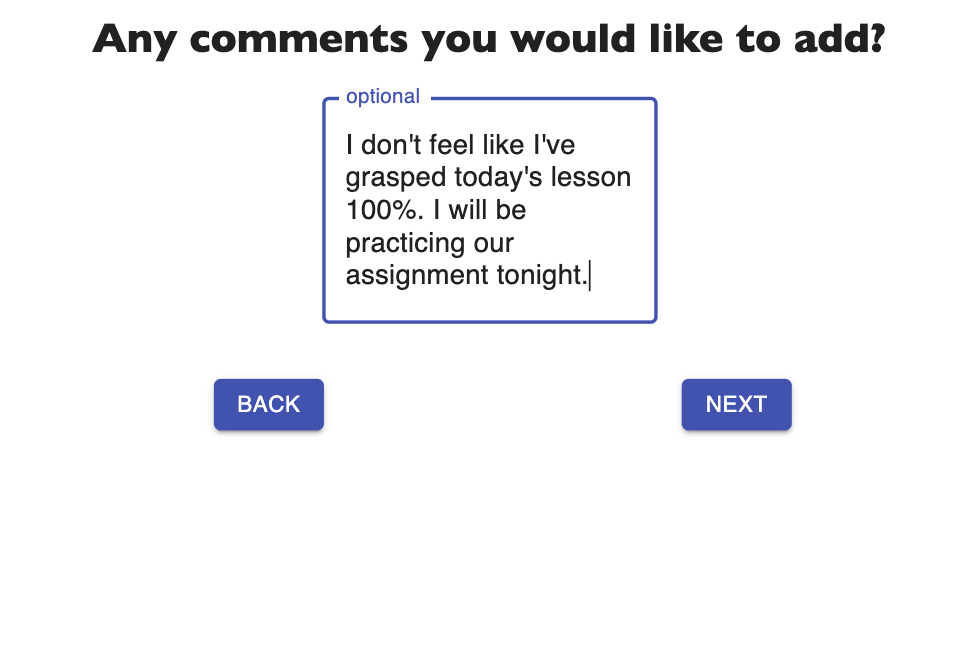 Any comments you would like to add?
optional
I don't feel like I've
grasped today's lesson
100%. I will be
practicing our
assignment tonight.
BACK
NEXT